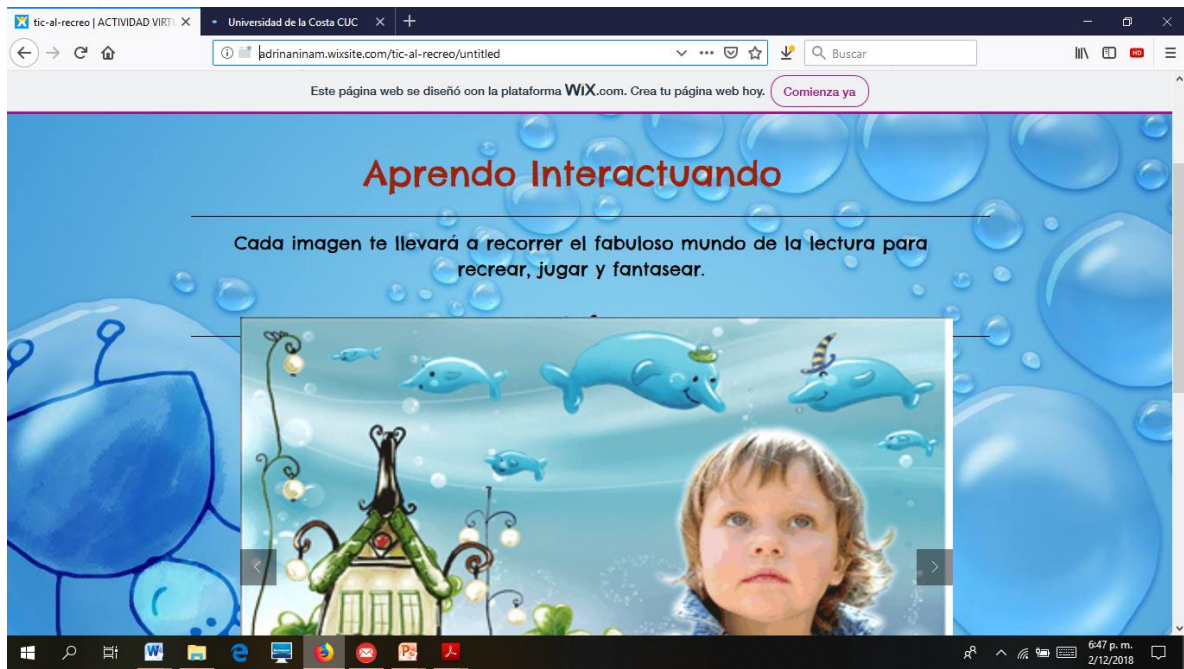 tic-al-recreo | ACTIVIDAD VIRTU
Universidad de la Costa CUC
adrinaninam.wixsite.com/tic-al-recreo/untitled
Buscar
HD
Este página web se diseñó con la plataforma WiX.com. Crea tu página web hoy.
Comienza ya
Aprendo Interactuando
Cada imagen te llevará a recorrer el fabuloso mundo de la lectura para
recrear, jugar y fantasear.
6:47 p. m.
2/12/2018